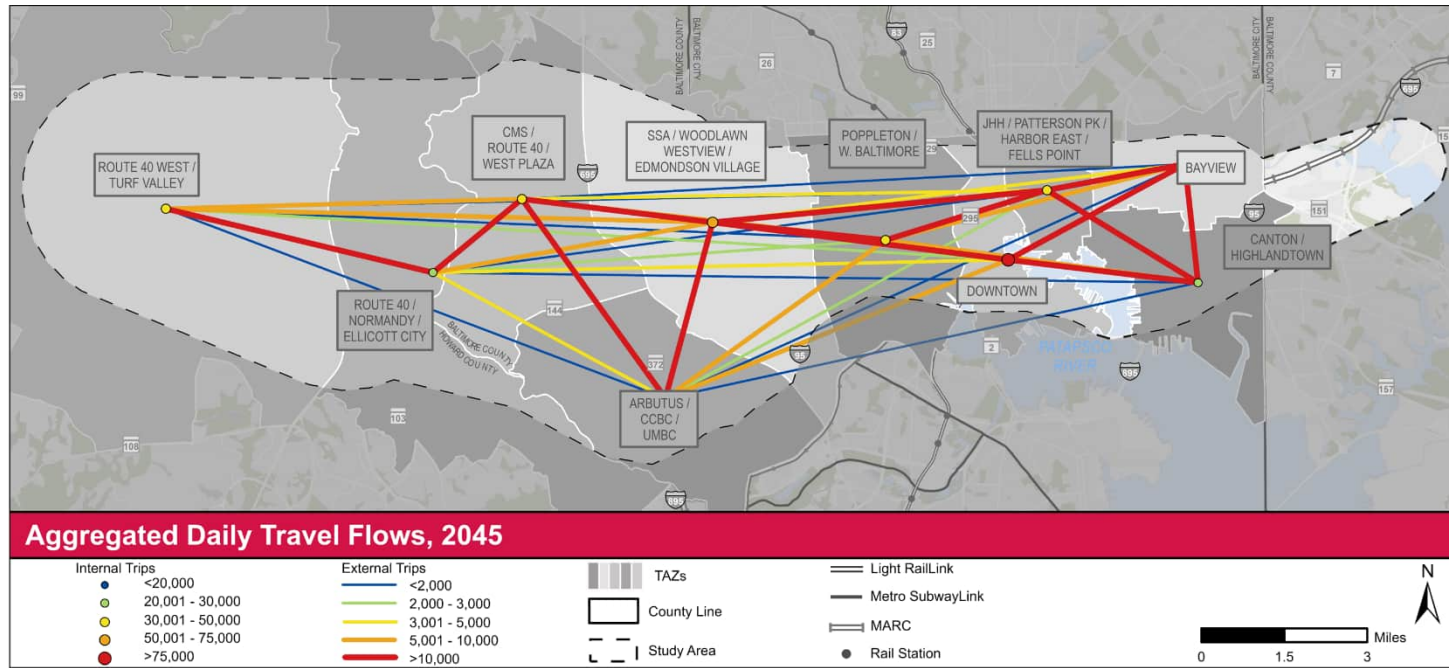 99
26
83
25
BALTIMORE COUNTY
BALTIMORE CITY
BALTIMORE CITY
BALTIMORE COUNTY
7
695
ROUTE 40 WEST /
TURF VALLEY
CMS /
ROUTE 40 /
WEST PLAZA
695
SSA / WOODLAWN
WESTVIEW /
EDMONDSON VILLAGE
POPPLETON /
W. BALTIMORE
JHH / PATTERSON PK /
HARBOR EAST /
FELLS POINT
BAYVIEW
295
95
151
CANTON /
HIGHLANDTOWN
DOWNTOWN
ROUTE 40 /
NORMANDY /
ELLICOTT CITY
144
BALTIMORE COUNTY
HOWARD COUNTY
372
95
2
PATAPSCO
RIVER
895
ARBUTUS /
CCBC /
UMBC
103
108
157
895
Aggregated Daily Travel Flows, 2045
Internal Trips
<20,000
20,001 - 30,000
30,001 - 50,000
50,001 - 75,000
>75,000
External Trips
<2,000
2,000 - 3,000
3,001 - 5,000
5,001 - 10,000
>10,000
TAZs
County Line
Study Area
Light RailLink
Metro SubwayLink
MARC
Rail Station
N
Miles
0 1.5 3